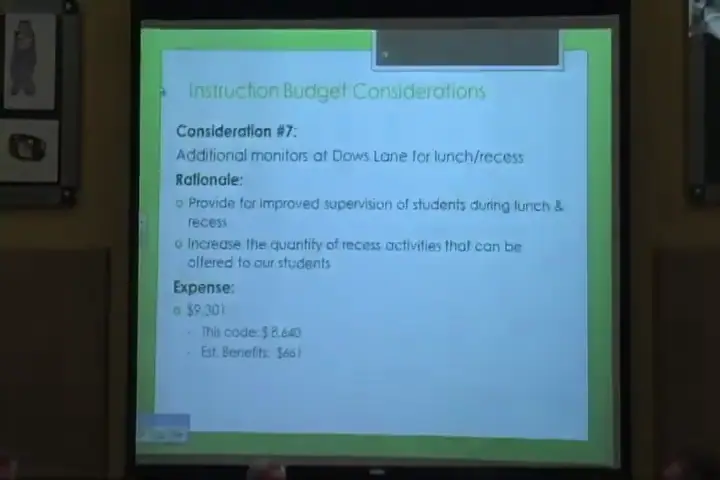 Instruction Budget Considerations
Consideration #7:
Additional monitors at Dows Lane for lunch/recess
Rationale:
Provide for improved supervision of students during lunch &
recess
Increase the quantity of recess activities that can be
offered to our students
Expense:
$9,301
- This code: $8,640
- Est. Benefits: $661